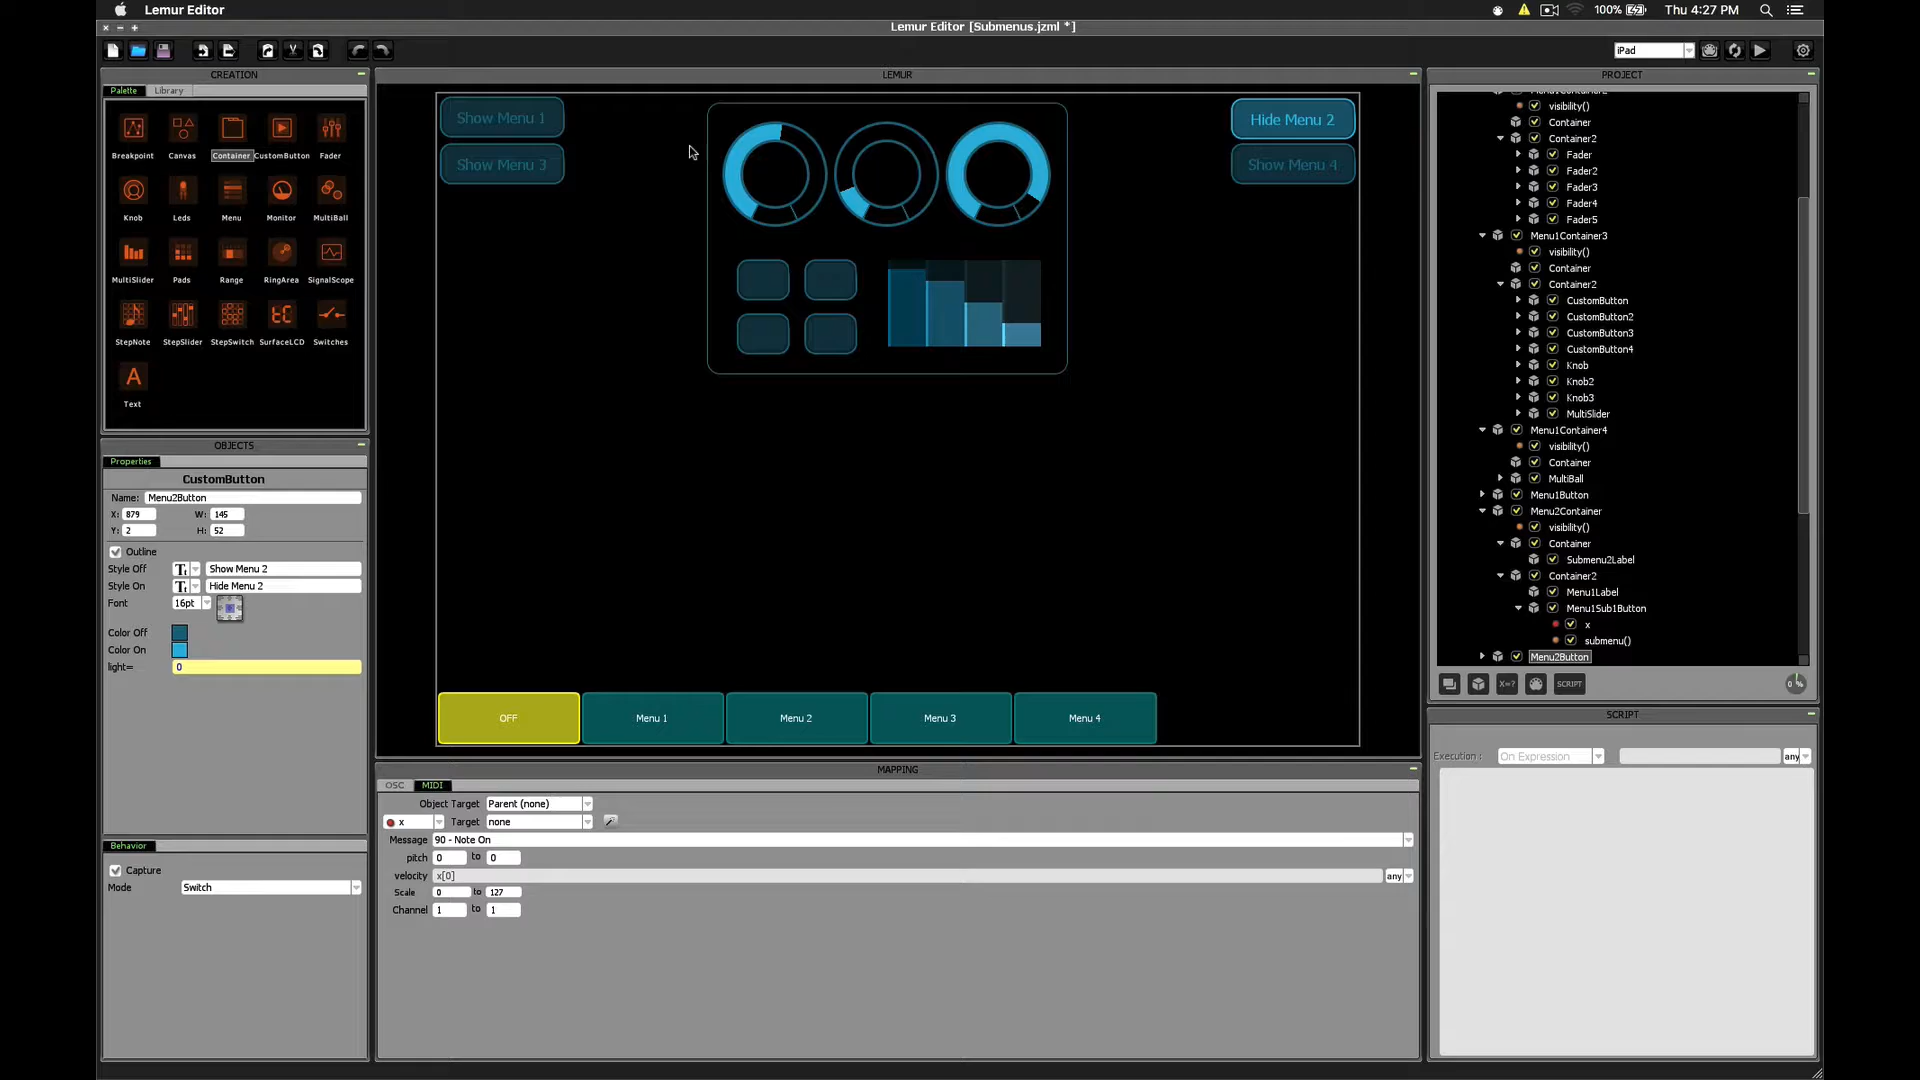 Lemur Editor
100%
Thu 4:27 PM
Lemur Editor [Submenus.jzml *]
iPad
CREATION
Palette
Library
Breakpoint
Canvas
Container
CustomButton
Fader
Knob
Leds
Menu
Monitor
MultiBall
MultiSlider
Pads
Range
RingArea
SignalScope
StepNote
StepSlider
StepSwitch
SurfaceLCD
Switches
Text
OBJECTS
Properties
CustomButton
Name: Menu2Button
X: 879 W: 145
Y: 2 H: 52
Outline
Style Off Show Menu 2
Style On Hide Menu 2
Font 16pt
Color Off
Color On
light= 0
Behavior
Capture
Mode Switch
LEMUR
Show Menu 1
Show Menu 3
Hide Menu 2
Show Menu 4
OFF
Menu 1
Menu 2
Menu 3
Menu 4
MAPPING
OSC
MIDI
Object Target Parent (none)
x Target none
Message 90 - Note On
pitch 0 to 0
velocity x[0] any
Scale 0 to 127
Channel 1 to 1
PROJECT
Menu1Container2
visibility()
Container
Container2
Fader
Fader2
Fader3
Fader4
Fader5
Menu1Container3
visibility()
Container
Container2
CustomButton
CustomButton2
CustomButton3
CustomButton4
Knob
Knob2
Knob3
MultiSlider
Menu1Container4
visibility()
Container
MultiBall
Menu1Button
Menu2Container
visibility()
Container
Submenu2Label
Container2
Menu1Label
Menu1Sub1Button
x
submenu()
Menu2Button
X=?
SCRIPT
0 %
SCRIPT
Execution : On Expression any